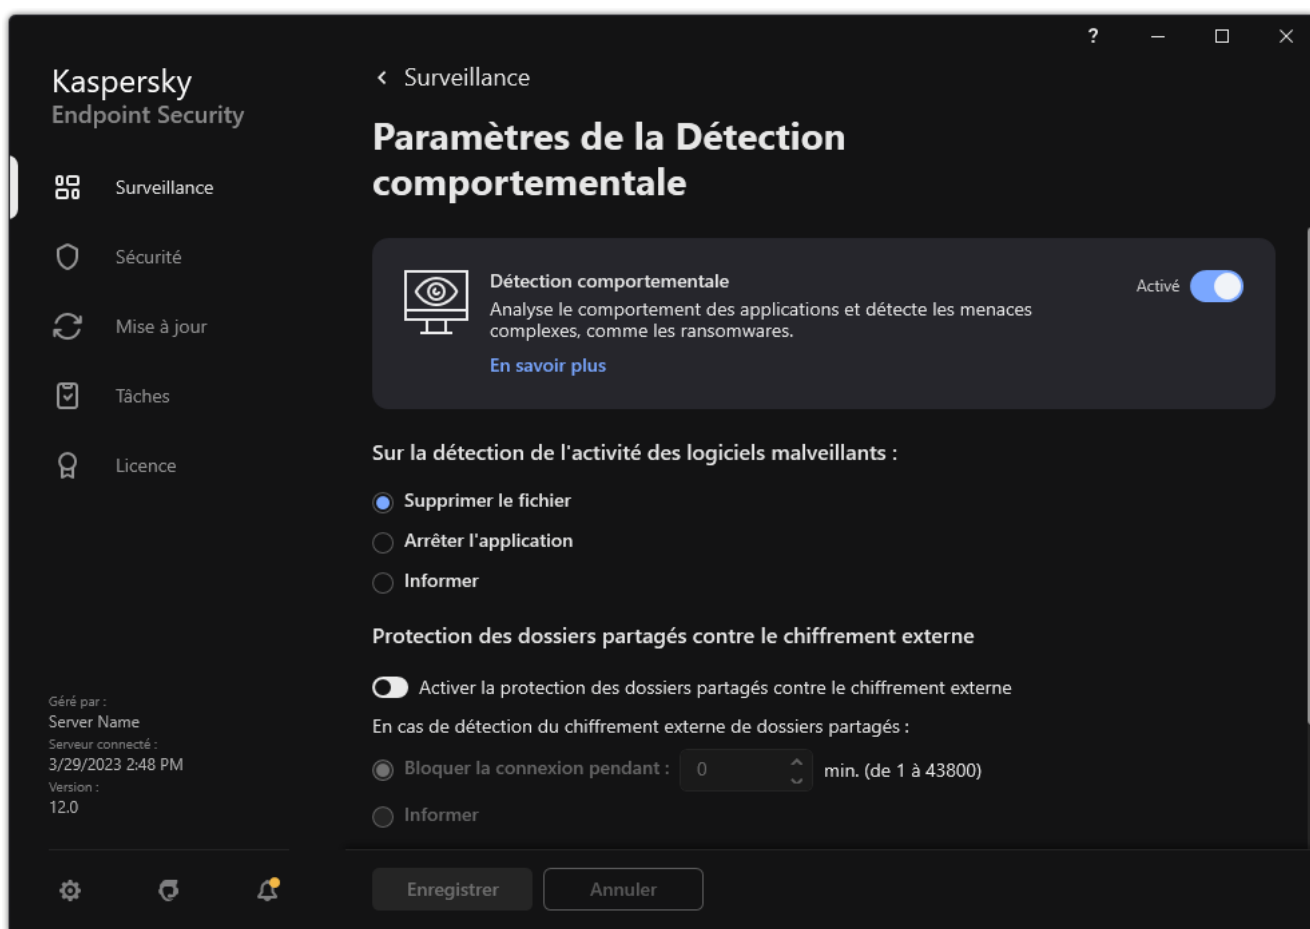 ?
Kaspersky
Endpoint Security
Surveillance
Sécurité
Mise à jour
Tâches
Licence
Géré par :
Server Name
Serveur connecté :
3/29/2023 2:48 PM
Version :
12.0
Surveillance
Paramètres de la Détection
comportementale
Détection comportementale
Activé
Analyse le comportement des applications et détecte les menaces
complexes, comme les ransomwares.
En savoir plus
Sur la détection de l'activité des logiciels malveillants :
Supprimer le fichier
Arrêter l'application
Informer
Protection des dossiers partagés contre le chiffrement externe
Activer la protection des dossiers partagés contre le chiffrement externe
En cas de détection du chiffrement externe de dossiers partagés :
Bloquer la connexion pendant : 0 min. (de 1 à 43800)
Informer
Enregistrer Annuler